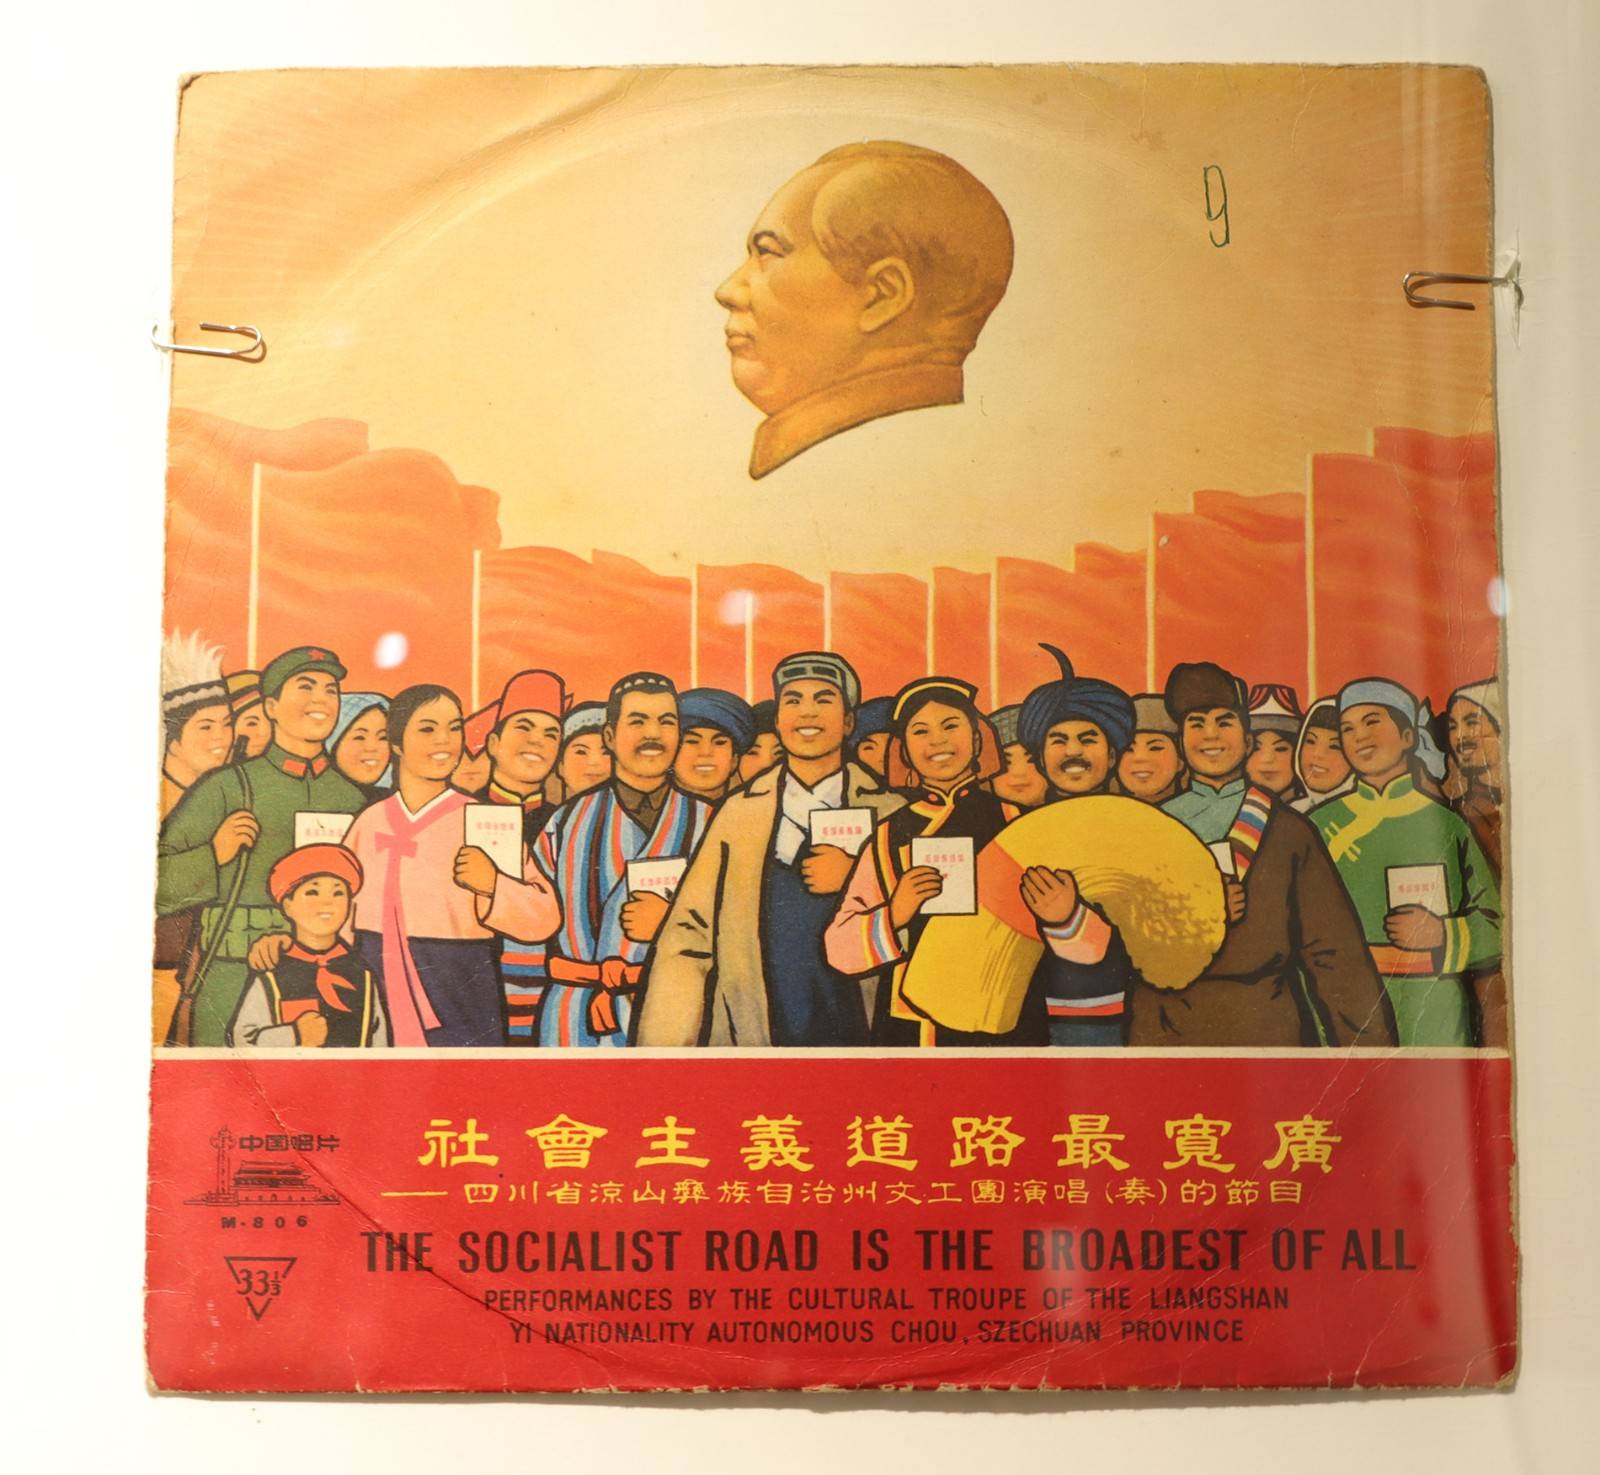 9
社會主義道路最寬廣
中国唱片
——四川省涼山彝族自治州文工團演唱(奏)的節目
M-806
THE SOCIALIST ROAD IS THE BROADEST OF ALL
33⅓
PERFORMANCES BY THE CULTURAL TROUPE OF THE LIANGSHAN
YI NATIONALITY AUTONOMOUS CHOU, SZECHUAN PROVINCE